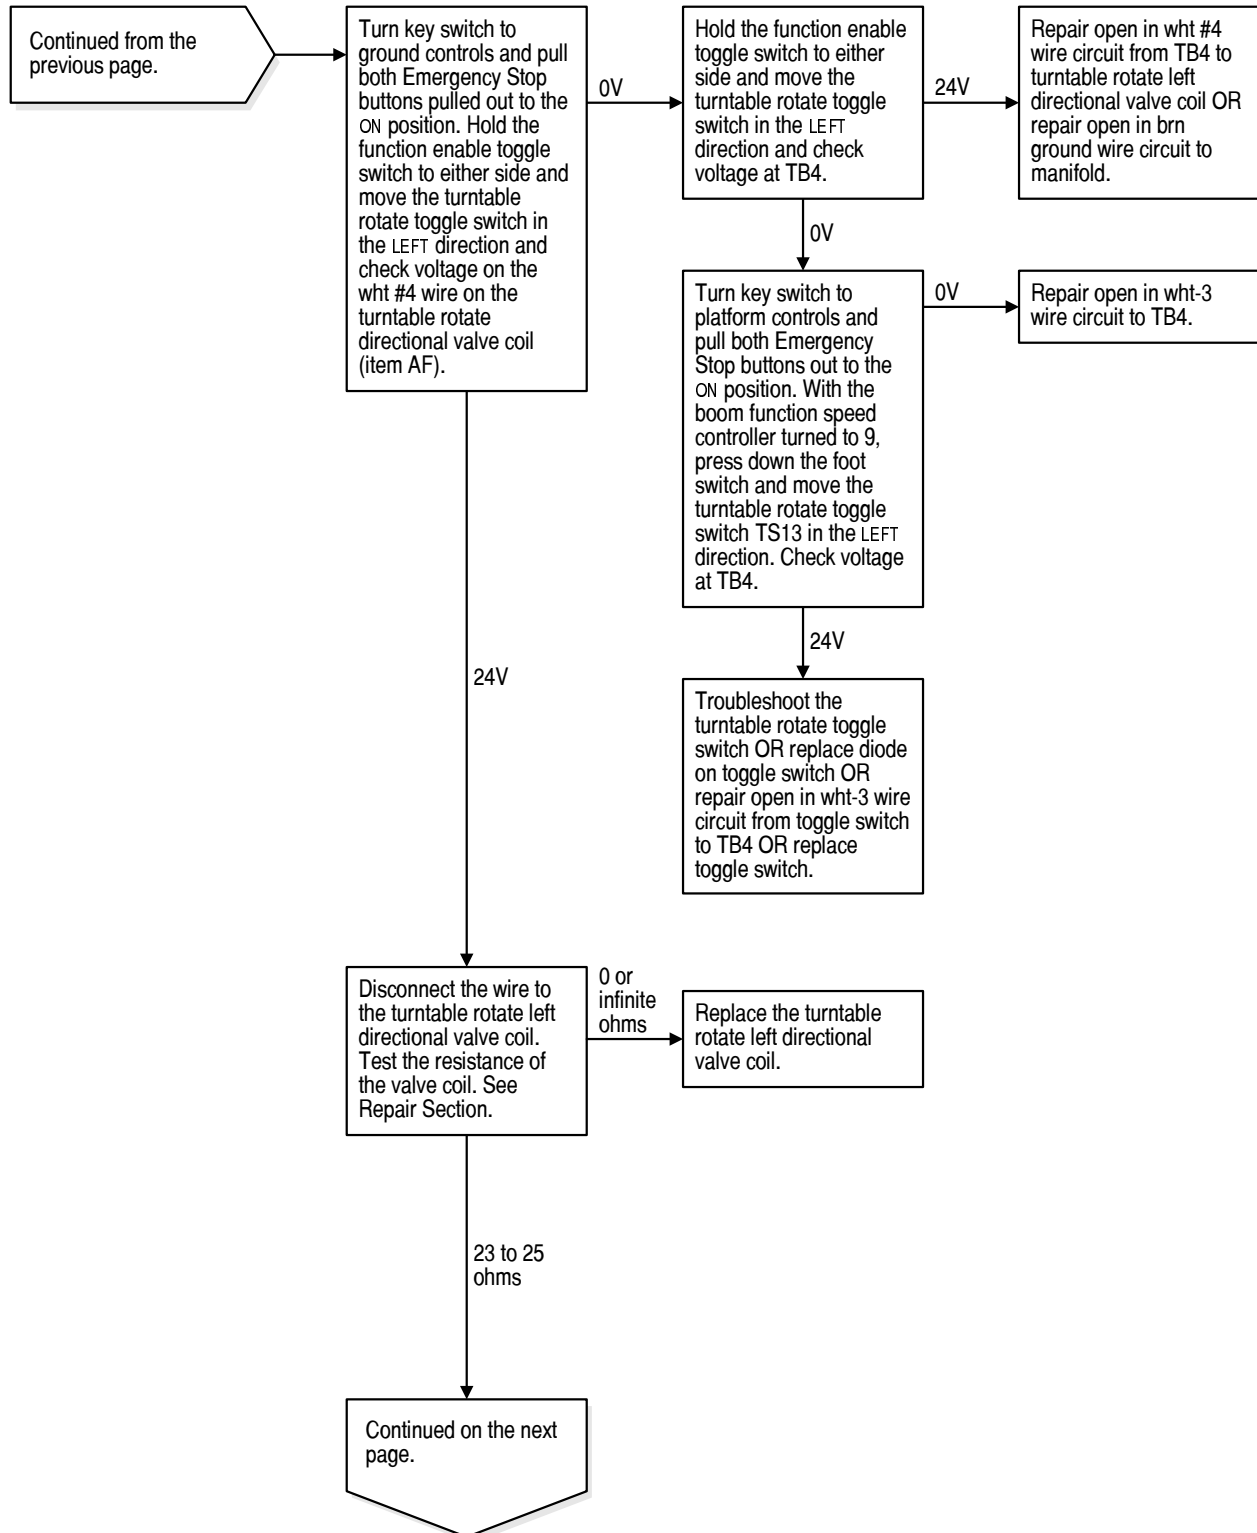 Continued from the
previous page.
Turn key switch to
ground controls and pull
both Emergency Stop
buttons pulled out to the
ON position. Hold the
function enable toggle
switch to either side and
move the turntable
rotate toggle switch in
the LEFT direction and
check voltage on the
wht #4 wire on the
turntable rotate
directional valve coil
(item AF).
0V
Hold the function enable
toggle switch to either
side and move the
turntable rotate toggle
switch in the LEFT
direction and check
voltage at TB4.
24V
Repair open in wht #4
wire circuit from TB4 to
turntable rotate left
directional valve coil OR
repair open in brn
ground wire circuit to
manifold.
0V
Turn key switch to
platform controls and
pull both Emergency
Stop buttons out to the
ON position. With the
boom function speed
controller turned to 9,
press down the foot
switch and move the
turntable rotate toggle
switch TS13 in the LEFT
direction. Check voltage
at TB4.
0V
Repair open in wht-3
wire circuit to TB4.
24V
Troubleshoot the
turntable rotate toggle
switch OR replace diode
on toggle switch OR
repair open in wht-3 wire
circuit from toggle switch
to TB4 OR replace
toggle switch.
24V
Disconnect the wire to
the turntable rotate left
directional valve coil.
Test the resistance of
the valve coil. See
Repair Section.
0 or
infinite
ohms
Replace the turntable
rotate left directional
valve coil.
23 to 25
ohms
Continued on the next
page.